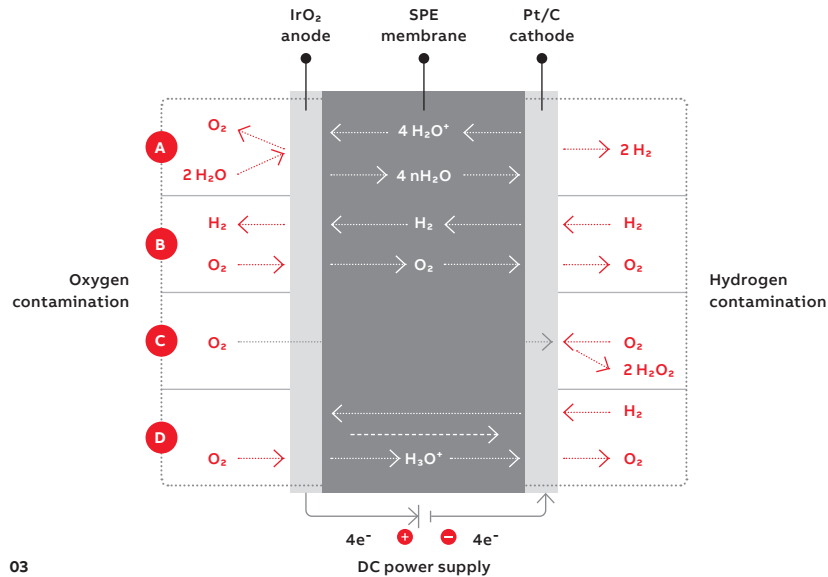 IrO₂ anode
SPE membrane
Pt/C cathode
A
O₂
4 H₂O⁺
2 H₂O
4 nH₂O
2 H₂
B
H₂
H₂
H₂
O₂
O₂
O₂
Oxygen contamination
Hydrogen contamination
C
O₂
O₂
2 H₂O₂
D
H₂
O₂
H₃O⁺
O₂
4e⁻
+
−
4e⁻
03
DC power supply